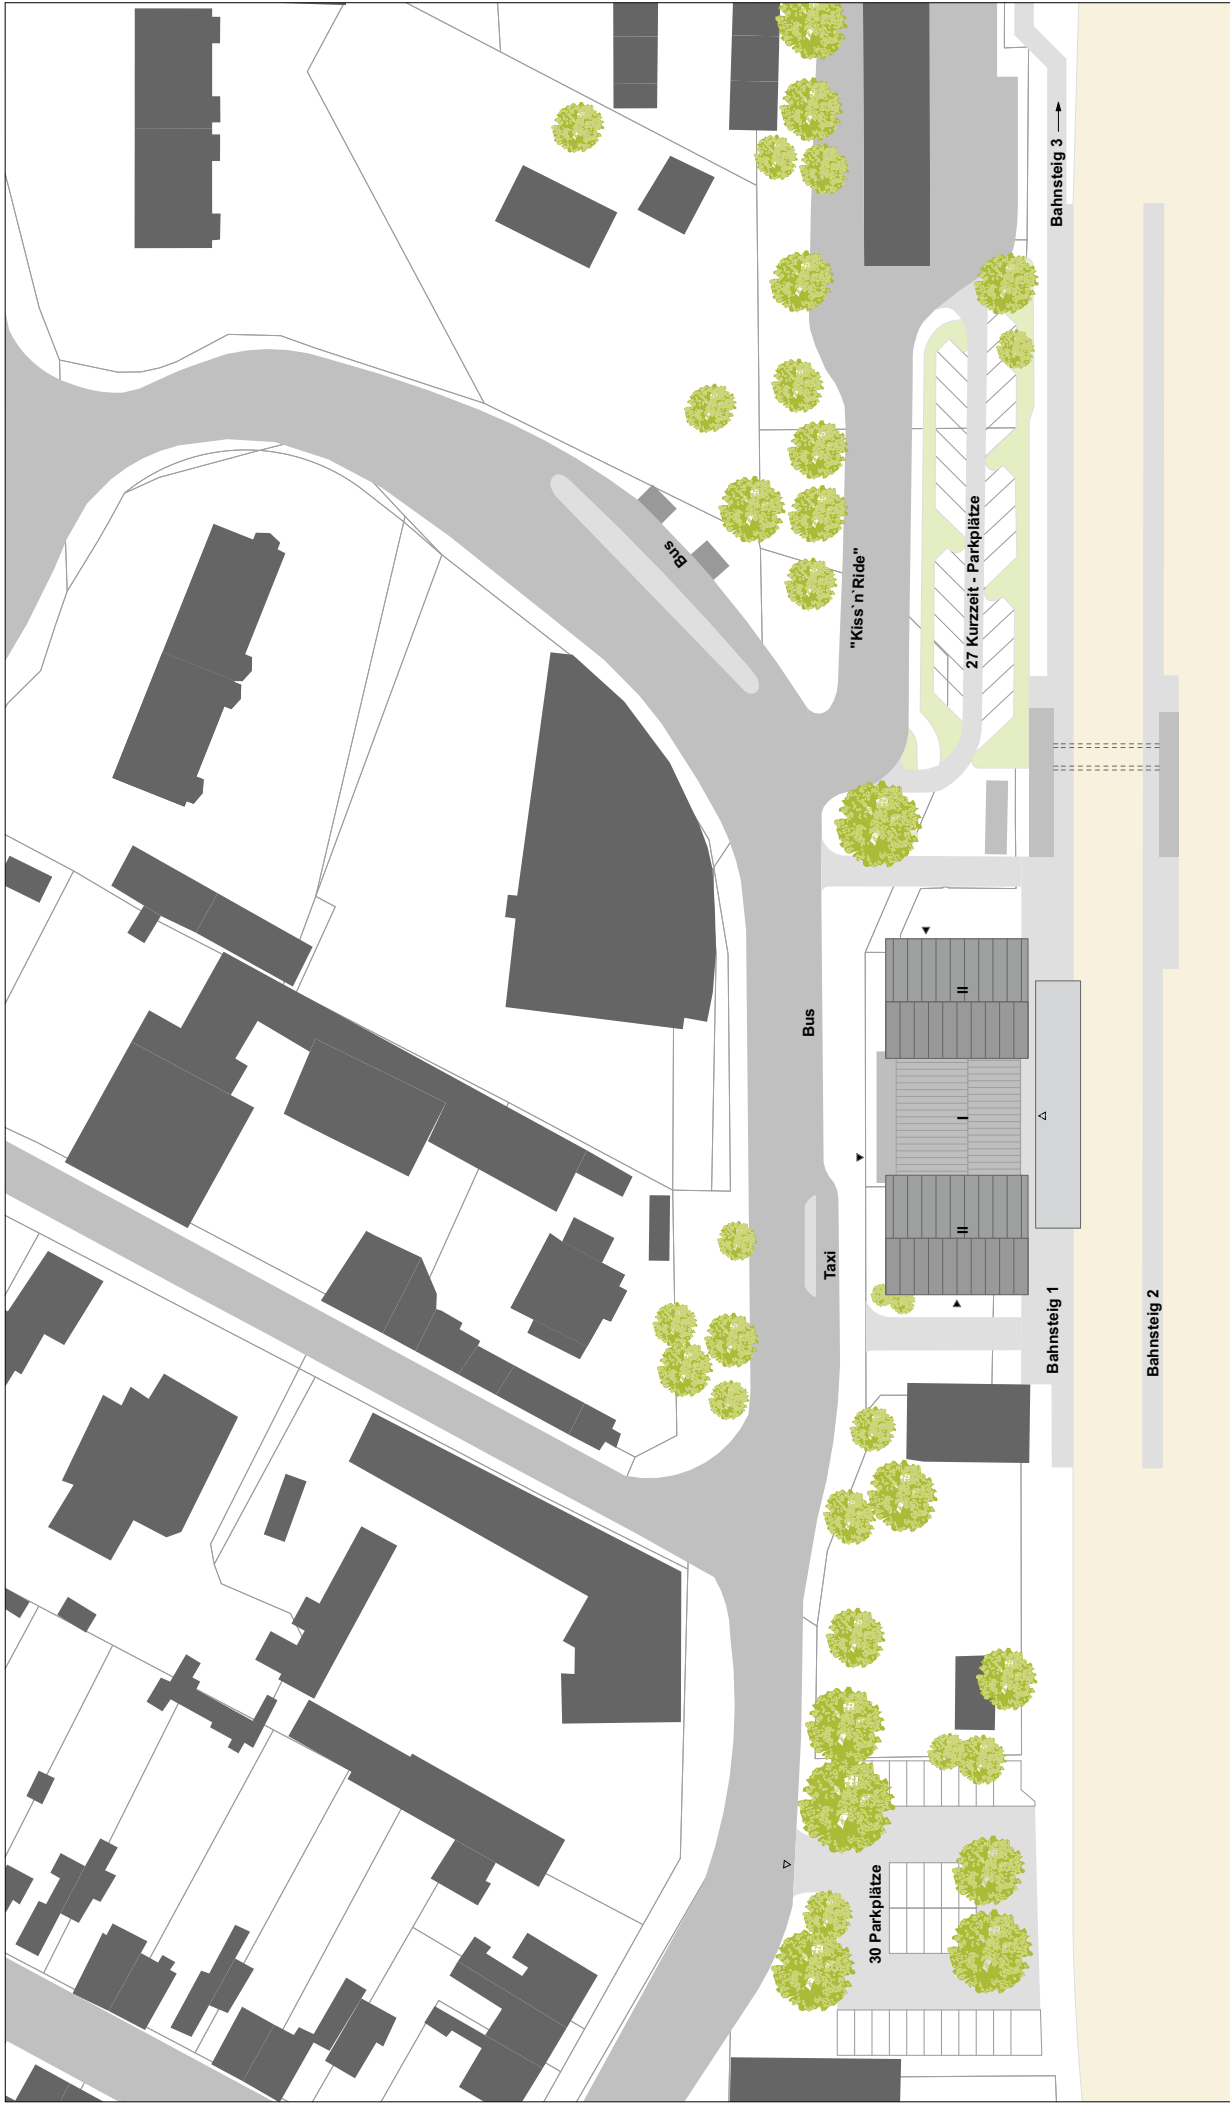 Bahnsteig 3
Bus
"Kiss`n`Ride"
27 Kurzzeit - Parkplätze
Bus
II
I
II
Taxi
Bahnsteig 1
Bahnsteig 2
30 Parkplätze